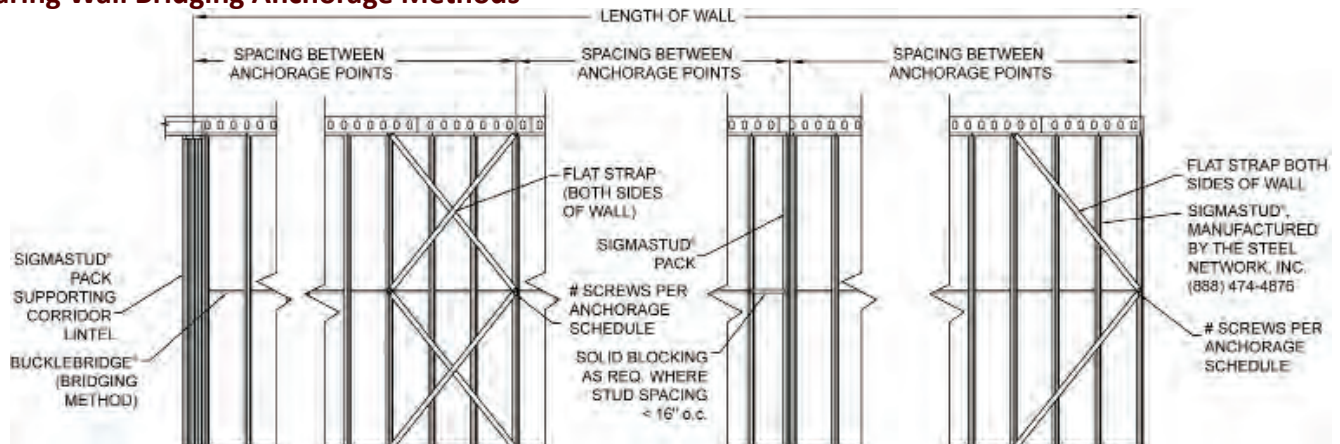 aring-Wall Bridging Anchorage Methods
LENGTH OF WALL
SPACING BETWEEN
ANCHORAGE POINTS
SPACING BETWEEN
ANCHORAGE POINTS
SPACING BETWEEN
ANCHORAGE POINTS
SIGMASTUD®
PACK
SUPPORTING
CORRIDOR
LINTEL
BUCKLEBRIDGE®
(BRIDGING
METHOD)
FLAT STRAP
(BOTH SIDES
OF WALL)
# SCREWS PER
ANCHORAGE
SCHEDULE
SIGMASTUD®
PACK
SOLID BLOCKING
AS REQ. WHERE
STUD SPACING
< 16" o.c.
FLAT STRAP BOTH
SIDES OF WALL
SIGMASTUD®,
MANUFACTURED
BY THE STEEL
NETWORK, INC.
(888) 474-4876
# SCREWS PER
ANCHORAGE
SCHEDULE